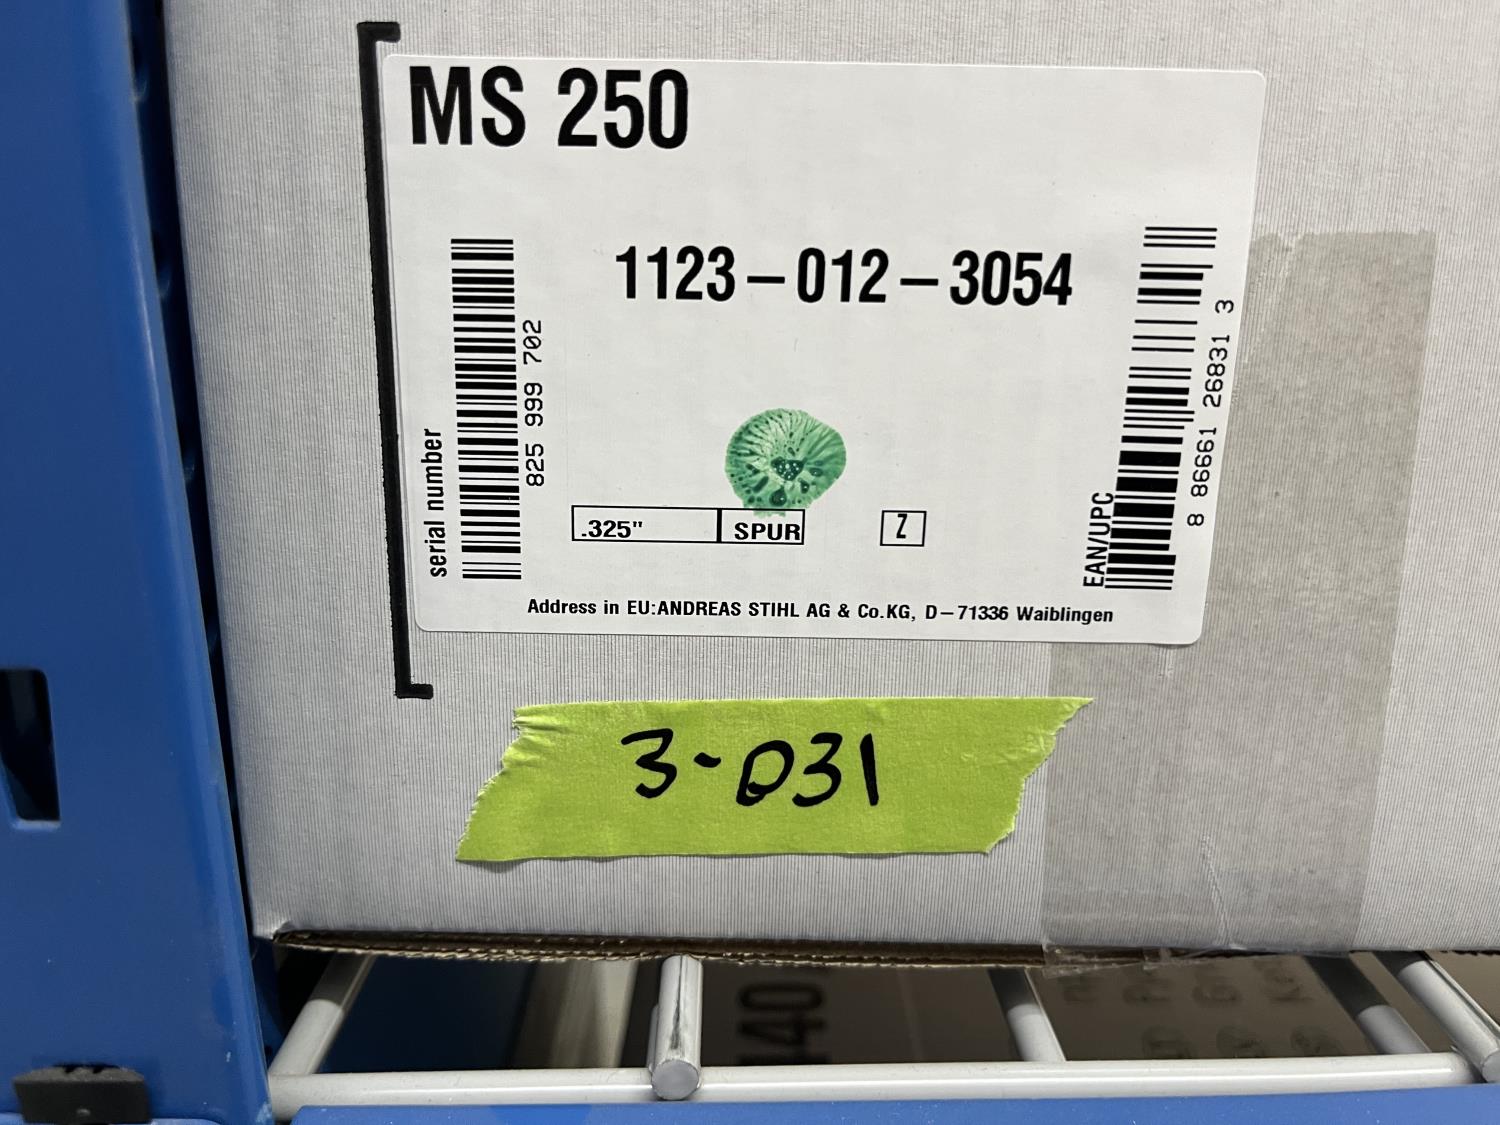 MS 250
1123-012-3054
serial number
825 999 702
.325" SPUR Z
EAN/UPC
8 86661 26831 3
Address in EU:ANDREAS STIHL AG & Co.KG, D-71336 Waiblingen
3-031